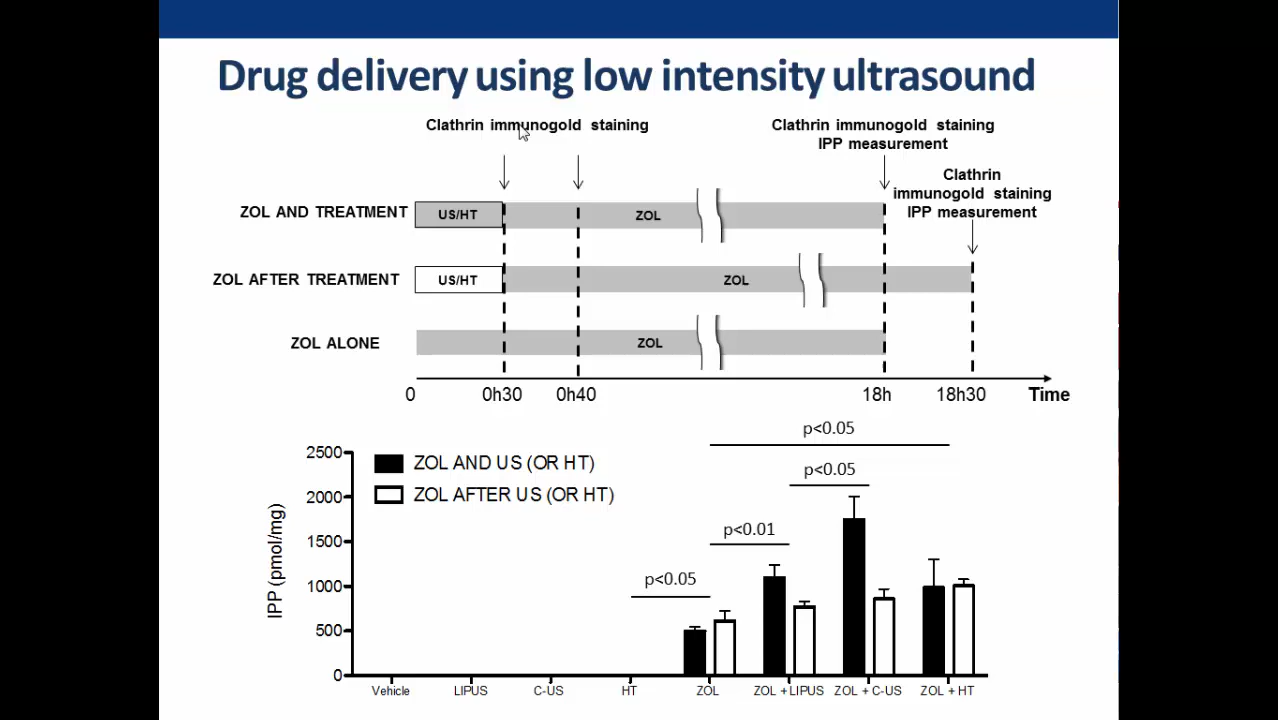 Drug delivery using low intensity ultrasound
Clathrin immunogold staining
Clathrin immunogold staining
IPP measurement
Clathrin
immunogold staining
IPP measurement
ZOL AND TREATMENT
US/HT
ZOL
ZOL AFTER TREATMENT
US/HT
ZOL
ZOL ALONE
ZOL
0
0h30
0h40
18h
18h30
Time
p<0.05
p<0.05
p<0.01
p<0.05
ZOL AND US (OR HT)
ZOL AFTER US (OR HT)
IPP (pmol/mg)
2500
2000
1500
1000
500
0
Vehicle
LIPUS
C-US
HT
ZOL
ZOL + LIPUS
ZOL + C-US
ZOL + HT